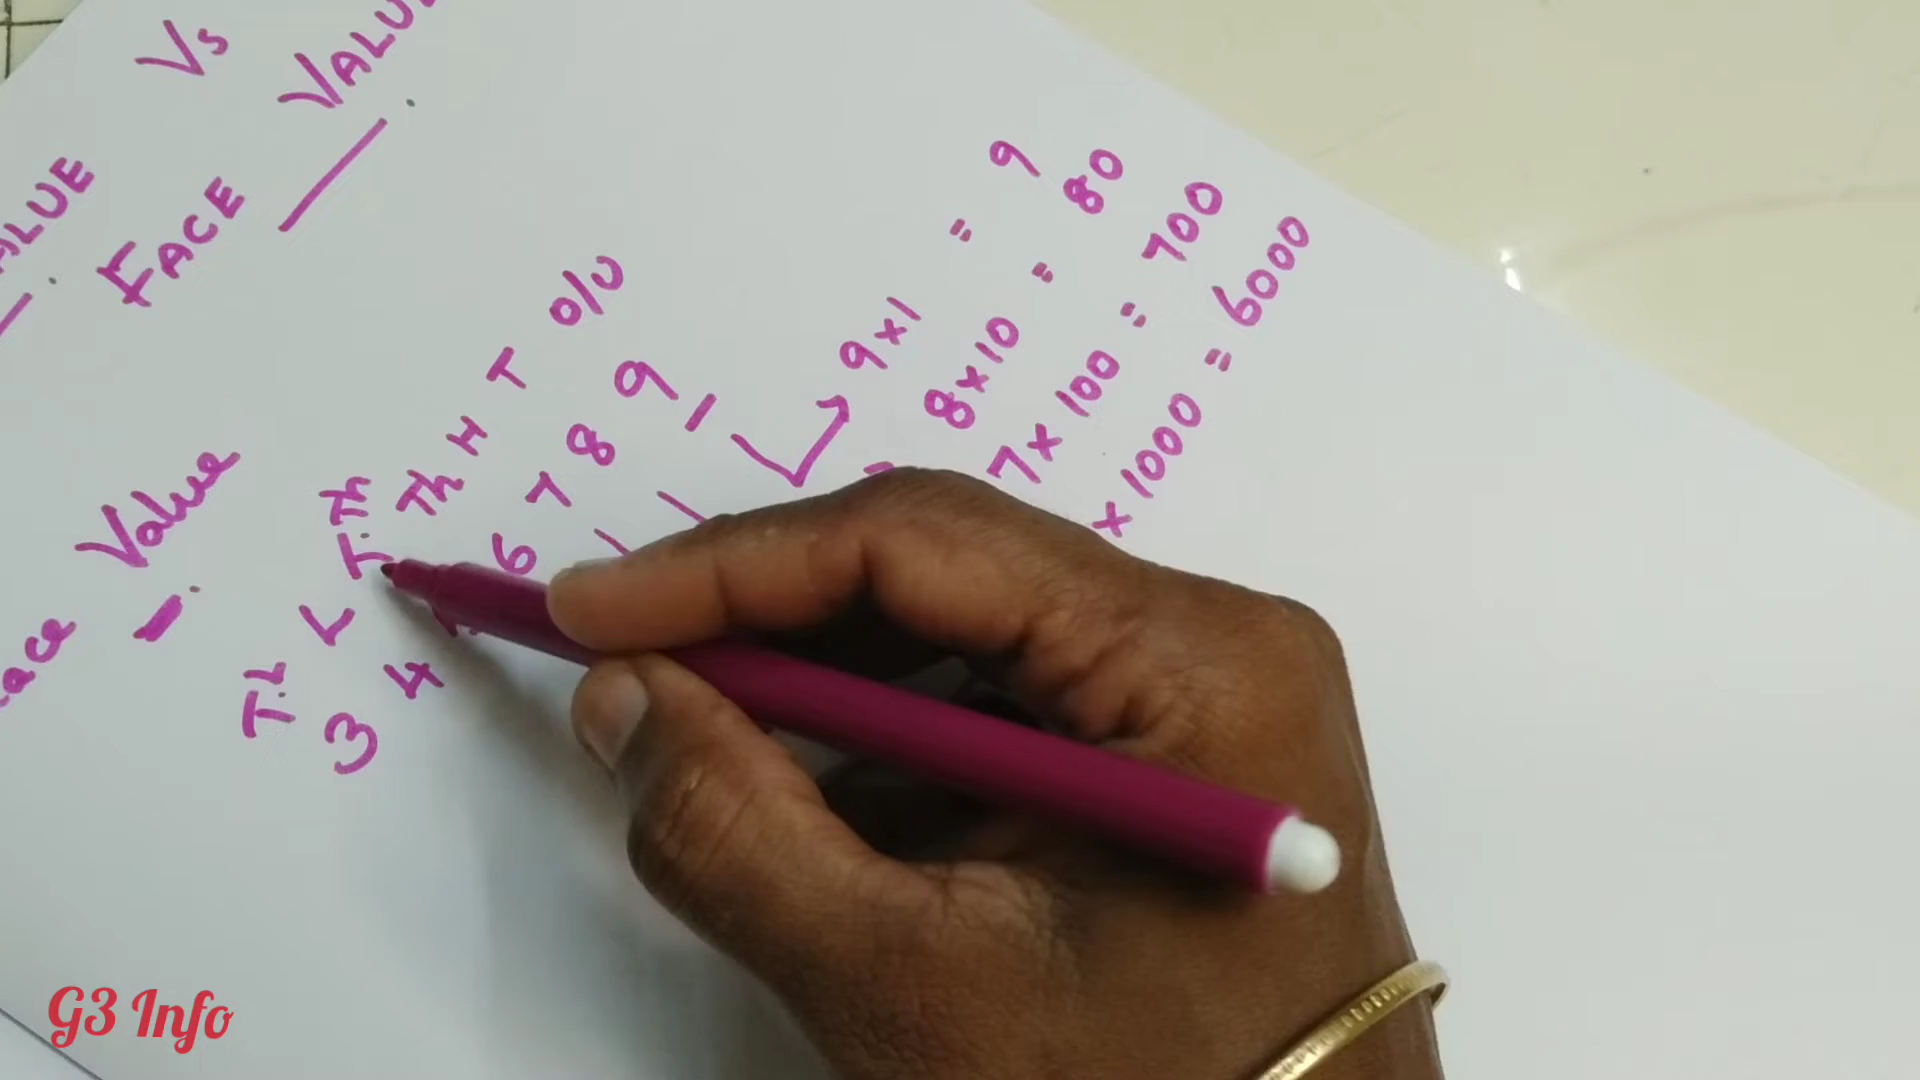 VALUE Vs
FACE VALUE
Value
T.L L T.Th Th H T O/U
3 4 6 7 8 9
9×1 = 9
8×10 = 80
7×100 = 700
×1000 = 6000
G3 Info